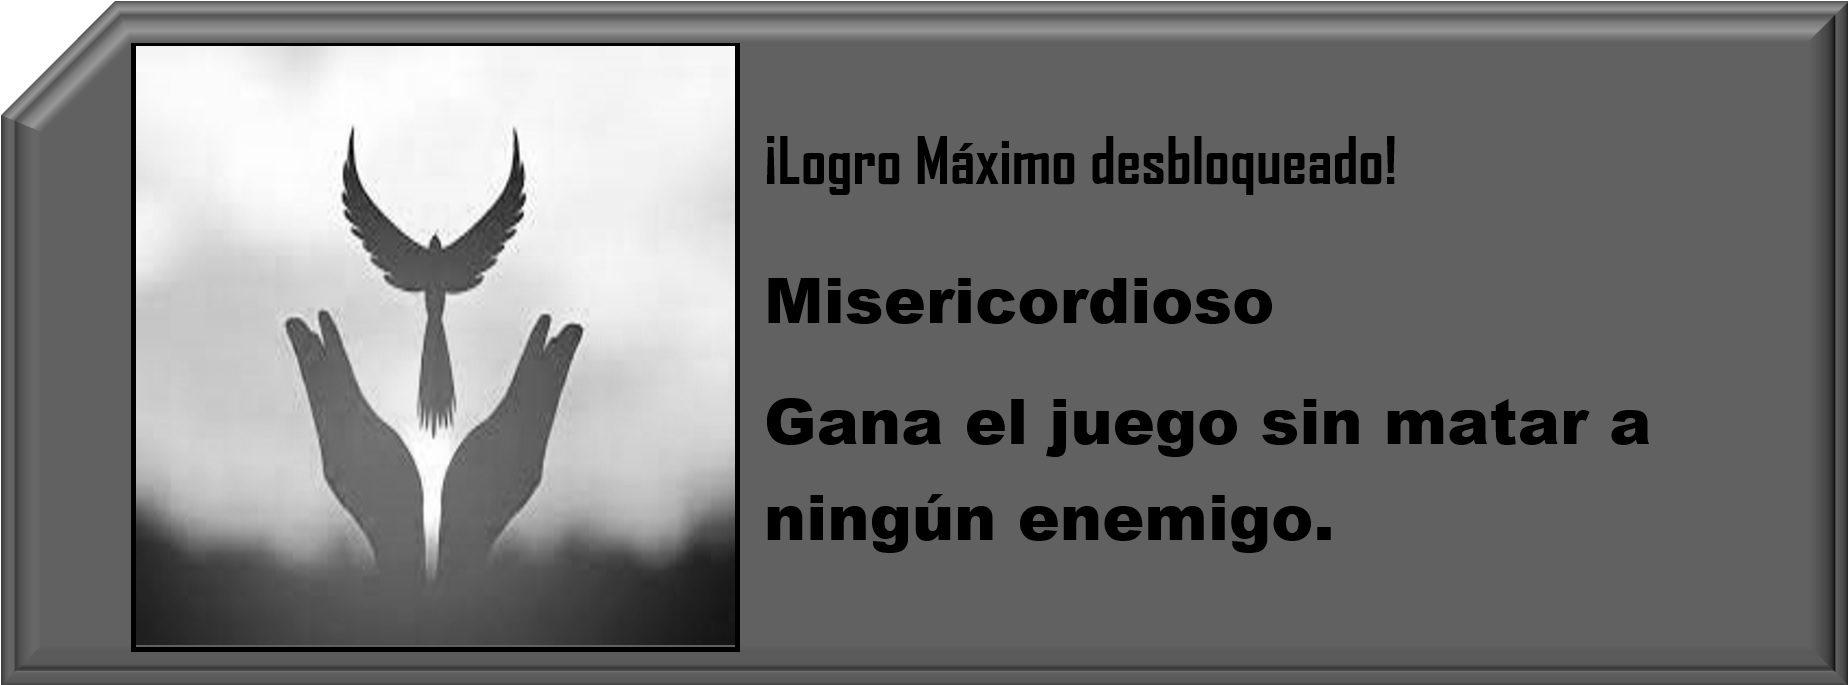 ¡Logro Máximo desbloqueado!
Misericordioso
Gana el juego sin matar a
ningún enemigo.